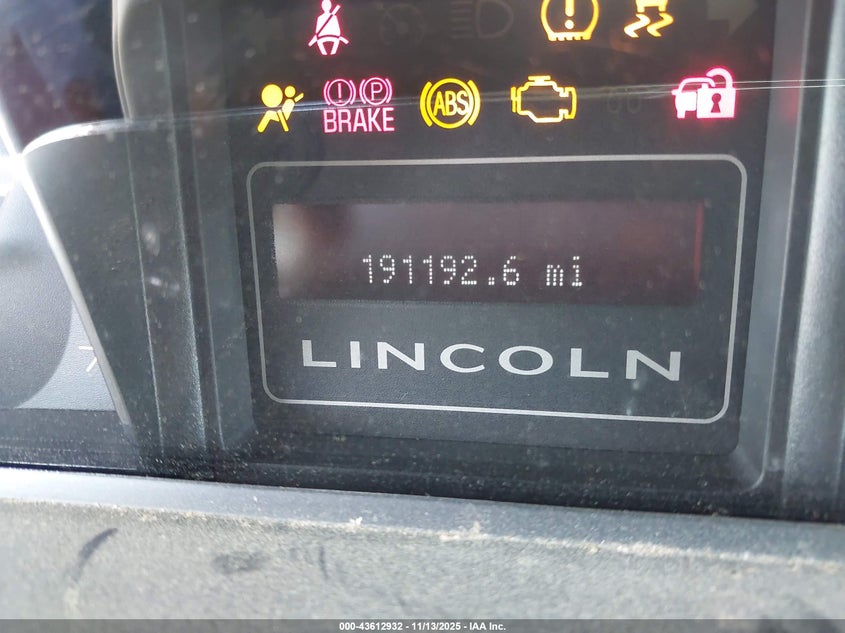 BRAKE ABS
191192.6 mi
LINCOLN
000-43612932 - 11/13/2025 - IAA Inc.